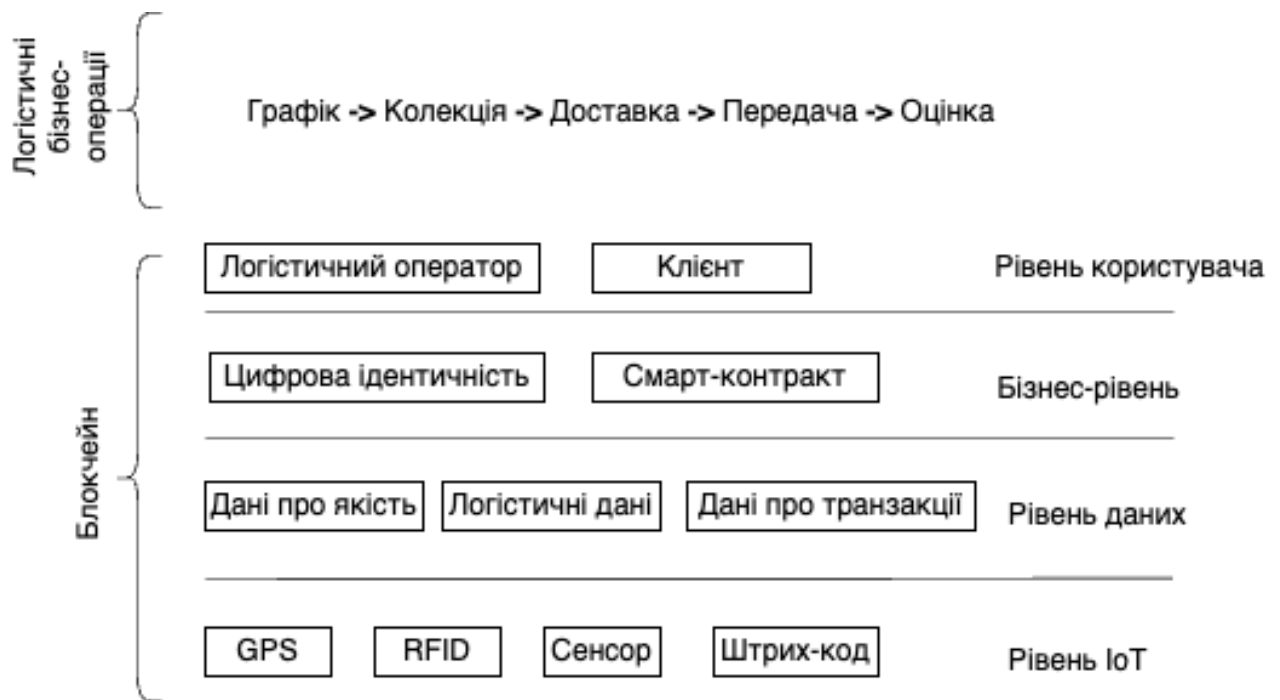 Логістичні
бізнес-
операції
Графік -> Колекція -> Доставка -> Передача -> Оцінка
Блокчейн
Логістичний оператор
Клієнт
Рівень користувача
Цифрова ідентичність
Смарт-контракт
Бізнес-рівень
Дані про якість
Логістичні дані
Дані про транзакції
Рівень даних
GPS
RFID
Сенсор
Штрих-код
Рівень IoT